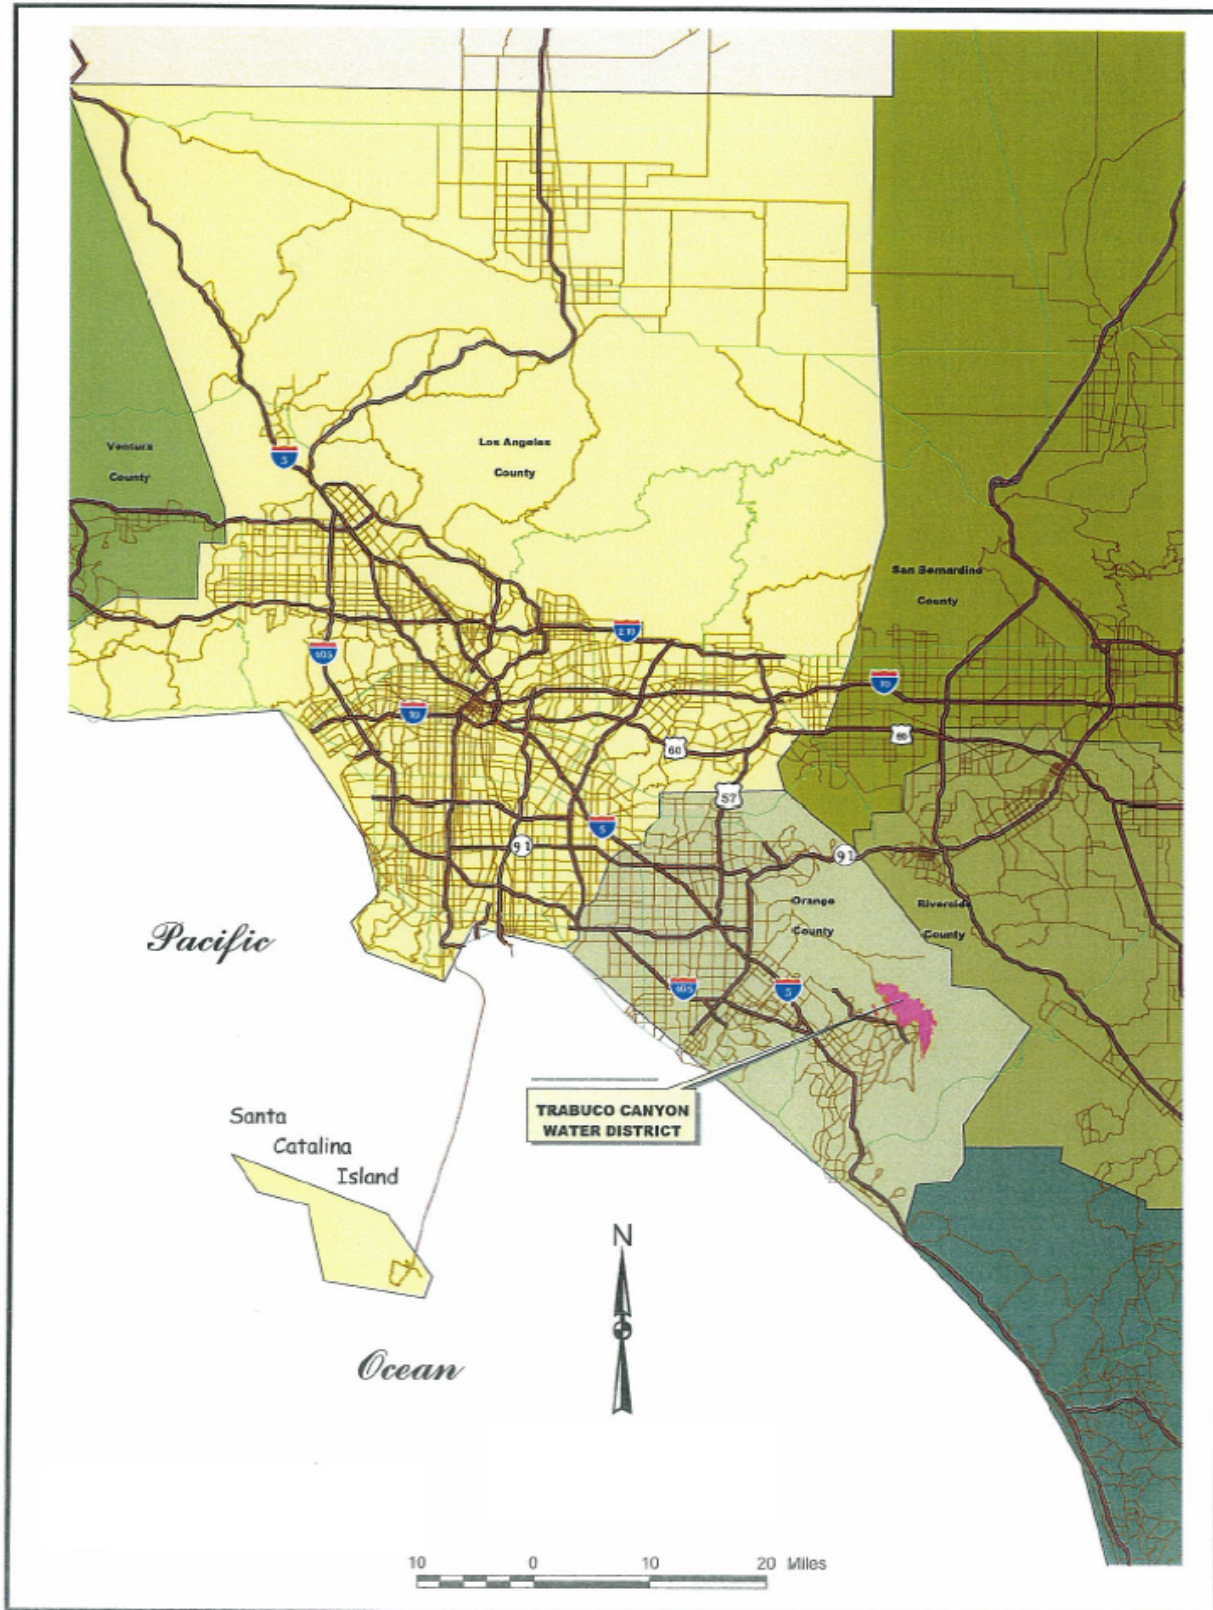 Ventura
County
5
Los Angeles
County
San Bernardino
County
210
405
10
10
60
60
57
5
91
91
Orange
County
Riverside
County
Pacific
405
5
TRABUCO CANYON
WATER DISTRICT
Santa
Catalina
Island
N
Ocean
10 0 10 20 Miles